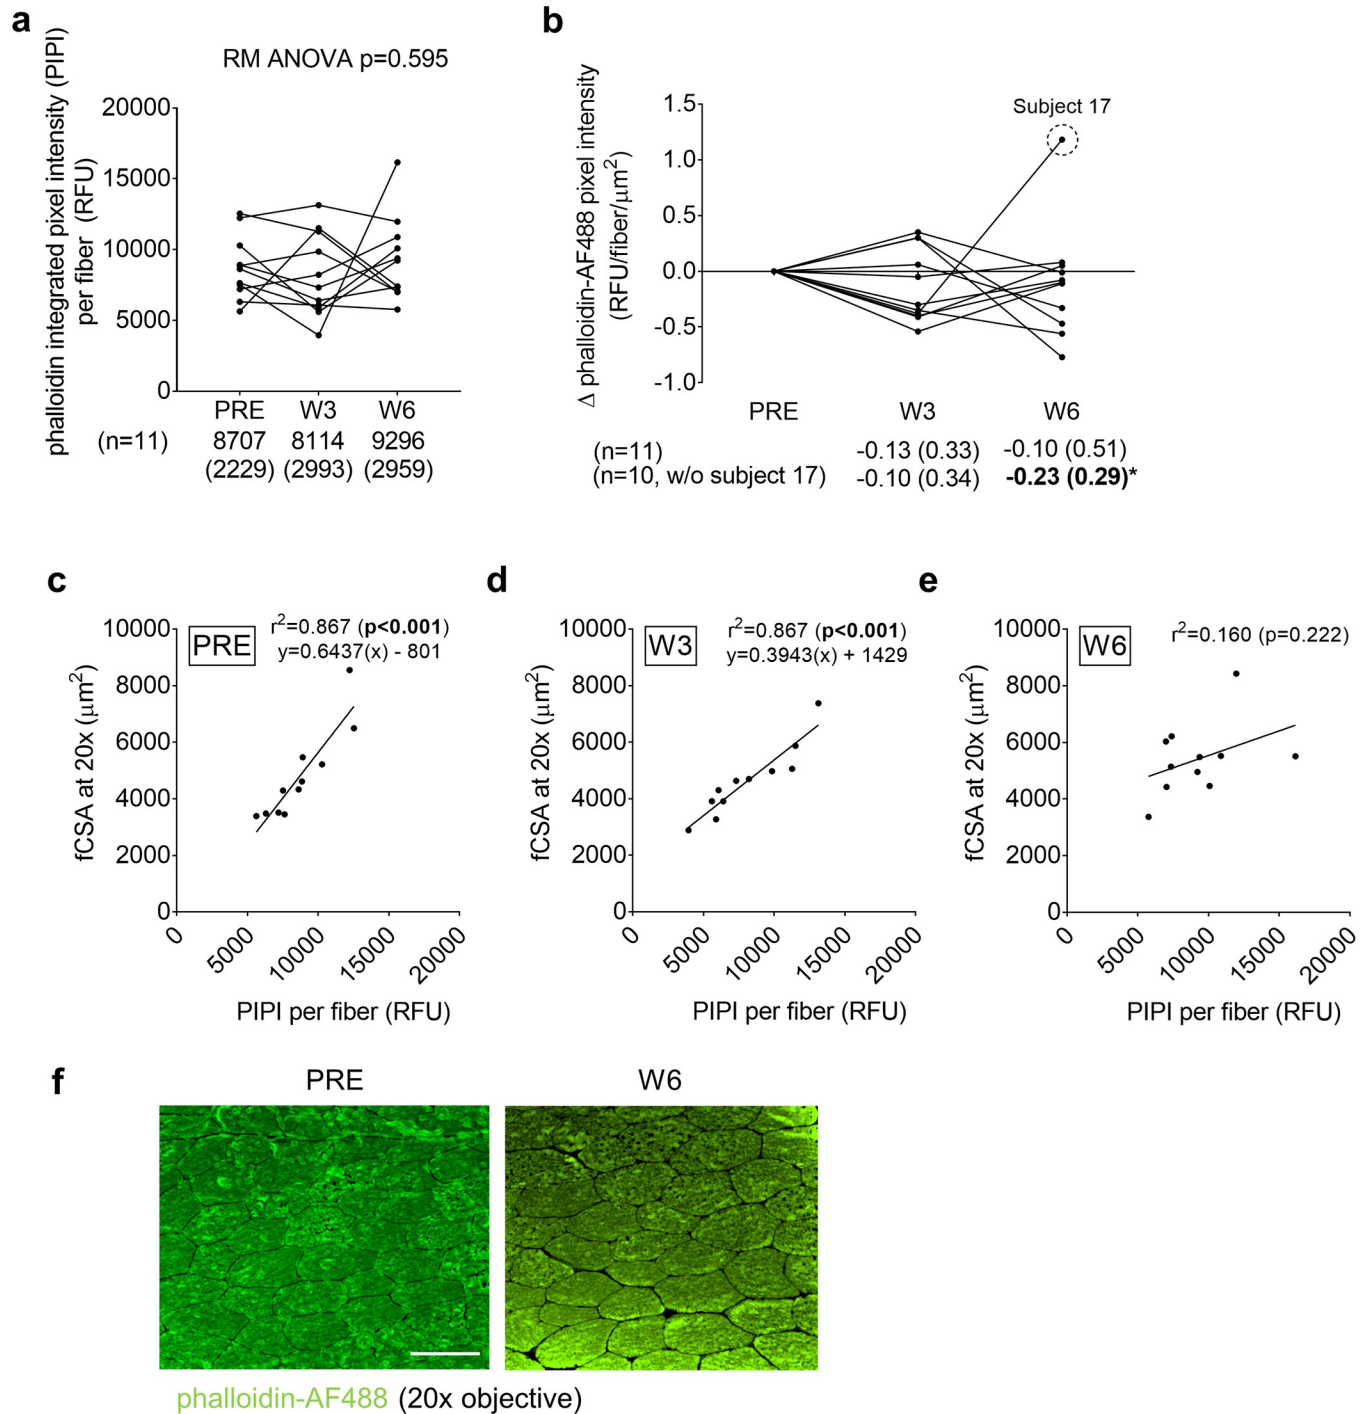 a
RM ANOVA p=0.595
phalloidin integrated pixel intensity (PIPI)
per fiber (RFU)
20000
15000
10000
5000
0
PRE W3 W6
(n=11) 8707 8114 9296
(2229) (2993) (2959)
b
Δ phalloidin-AF488 pixel intensity
(RFU/fiber/μm²)
1.5
1.0
0.5
0.0
-0.5
-1.0
Subject 17
PRE W3 W6
(n=11) -0.13 (0.33) -0.10 (0.51)
(n=10, w/o subject 17) -0.10 (0.34) -0.23 (0.29)*
c
PRE
r²=0.867 (p<0.001)
y=0.6437(x) - 801
fCSA at 20x (μm²)
10000
8000
6000
4000
2000
0
0 5000 10000 15000 20000
PIPI per fiber (RFU)
d
W3
r²=0.867 (p<0.001)
y=0.3943(x) + 1429
fCSA at 20x (μm²)
10000
8000
6000
4000
2000
0
0 5000 10000 15000 20000
PIPI per fiber (RFU)
e
W6
r²=0.160 (p=0.222)
fCSA at 20x (μm²)
10000
8000
6000
4000
2000
0
0 5000 10000 15000 20000
PIPI per fiber (RFU)
f
PRE W6
phalloidin-AF488 (20x objective)